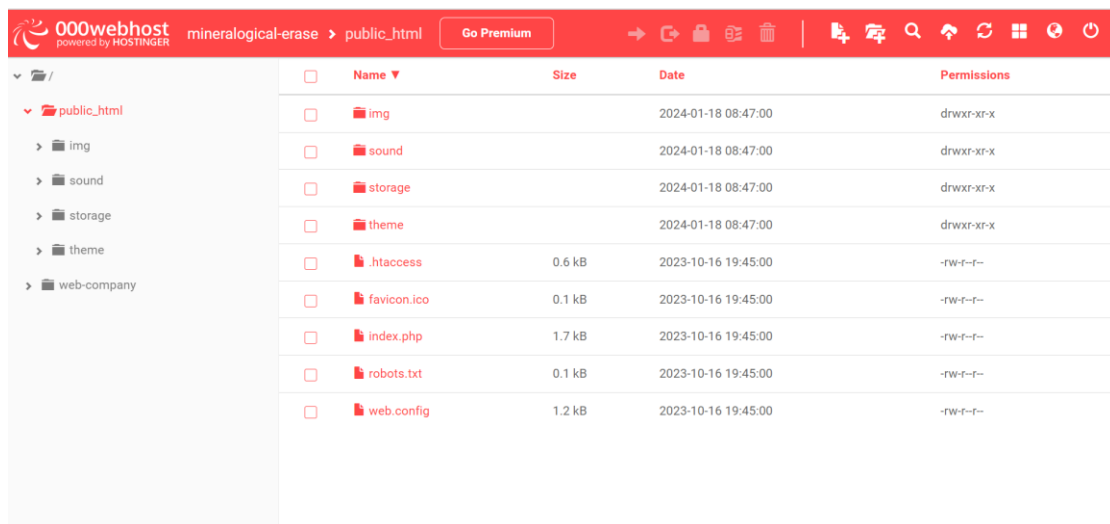 000webhost
powered by HOSTINGER
mineralogical-erase > public_html
Go Premium
/
public_html
img
sound
storage
theme
web-company
Name ▼ Size Date Permissions
img 2024-01-18 08:47:00 drwxr-xr-x
sound 2024-01-18 08:47:00 drwxr-xr-x
storage 2024-01-18 08:47:00 drwxr-xr-x
theme 2024-01-18 08:47:00 drwxr-xr-x
.htaccess 0.6 kB 2023-10-16 19:45:00 -rw-r--r--
favicon.ico 0.1 kB 2023-10-16 19:45:00 -rw-r--r--
index.php 1.7 kB 2023-10-16 19:45:00 -rw-r--r--
robots.txt 0.1 kB 2023-10-16 19:45:00 -rw-r--r--
web.config 1.2 kB 2023-10-16 19:45:00 -rw-r--r--